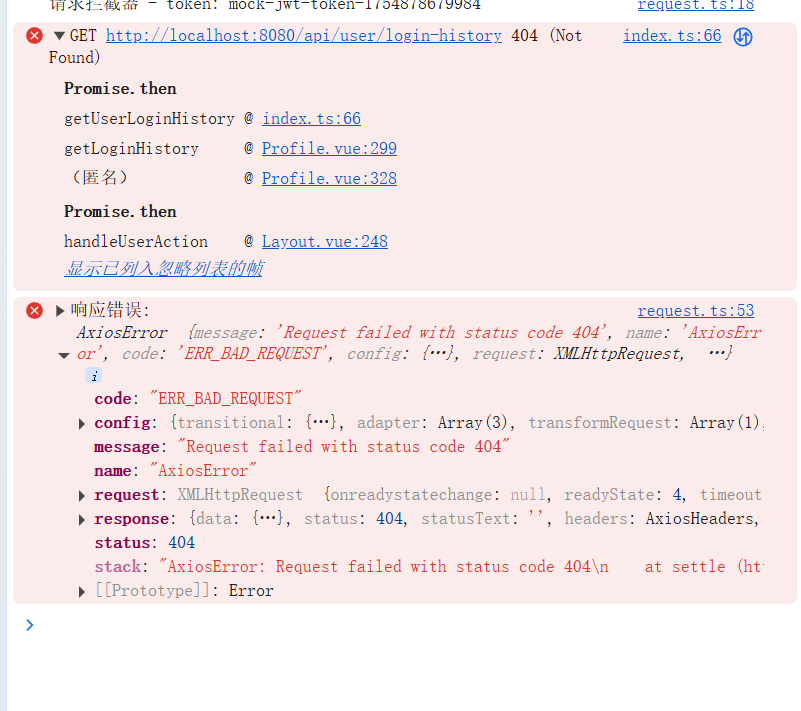 请求拦截器 - token: mock-jwt-token-1754878679984 request.ts:18
GET http://localhost:8080/api/user/login-history 404 (Not index.ts:66
Found)
Promise.then
getUserLoginHistory @ index.ts:66
getLoginHistory @ Profile.vue:299
（匿名） @ Profile.vue:328
Promise.then
handleUserAction @ Layout.vue:248
显示已列入忽略列表的帧
响应错误: request.ts:53
AxiosError {message: 'Request failed with status code 404', name: 'AxiosErr
or', code: 'ERR_BAD_REQUEST', config: {…}, request: XMLHttpRequest, …}
i
code: "ERR_BAD_REQUEST"
config: {transitional: {…}, adapter: Array(3), transformRequest: Array(1),
message: "Request failed with status code 404"
name: "AxiosError"
request: XMLHttpRequest {onreadystatechange: null, readyState: 4, timeout
response: {data: {…}, status: 404, statusText: '', headers: AxiosHeaders,
status: 404
stack: "AxiosError: Request failed with status code 404\n    at settle (ht
[[Prototype]]: Error